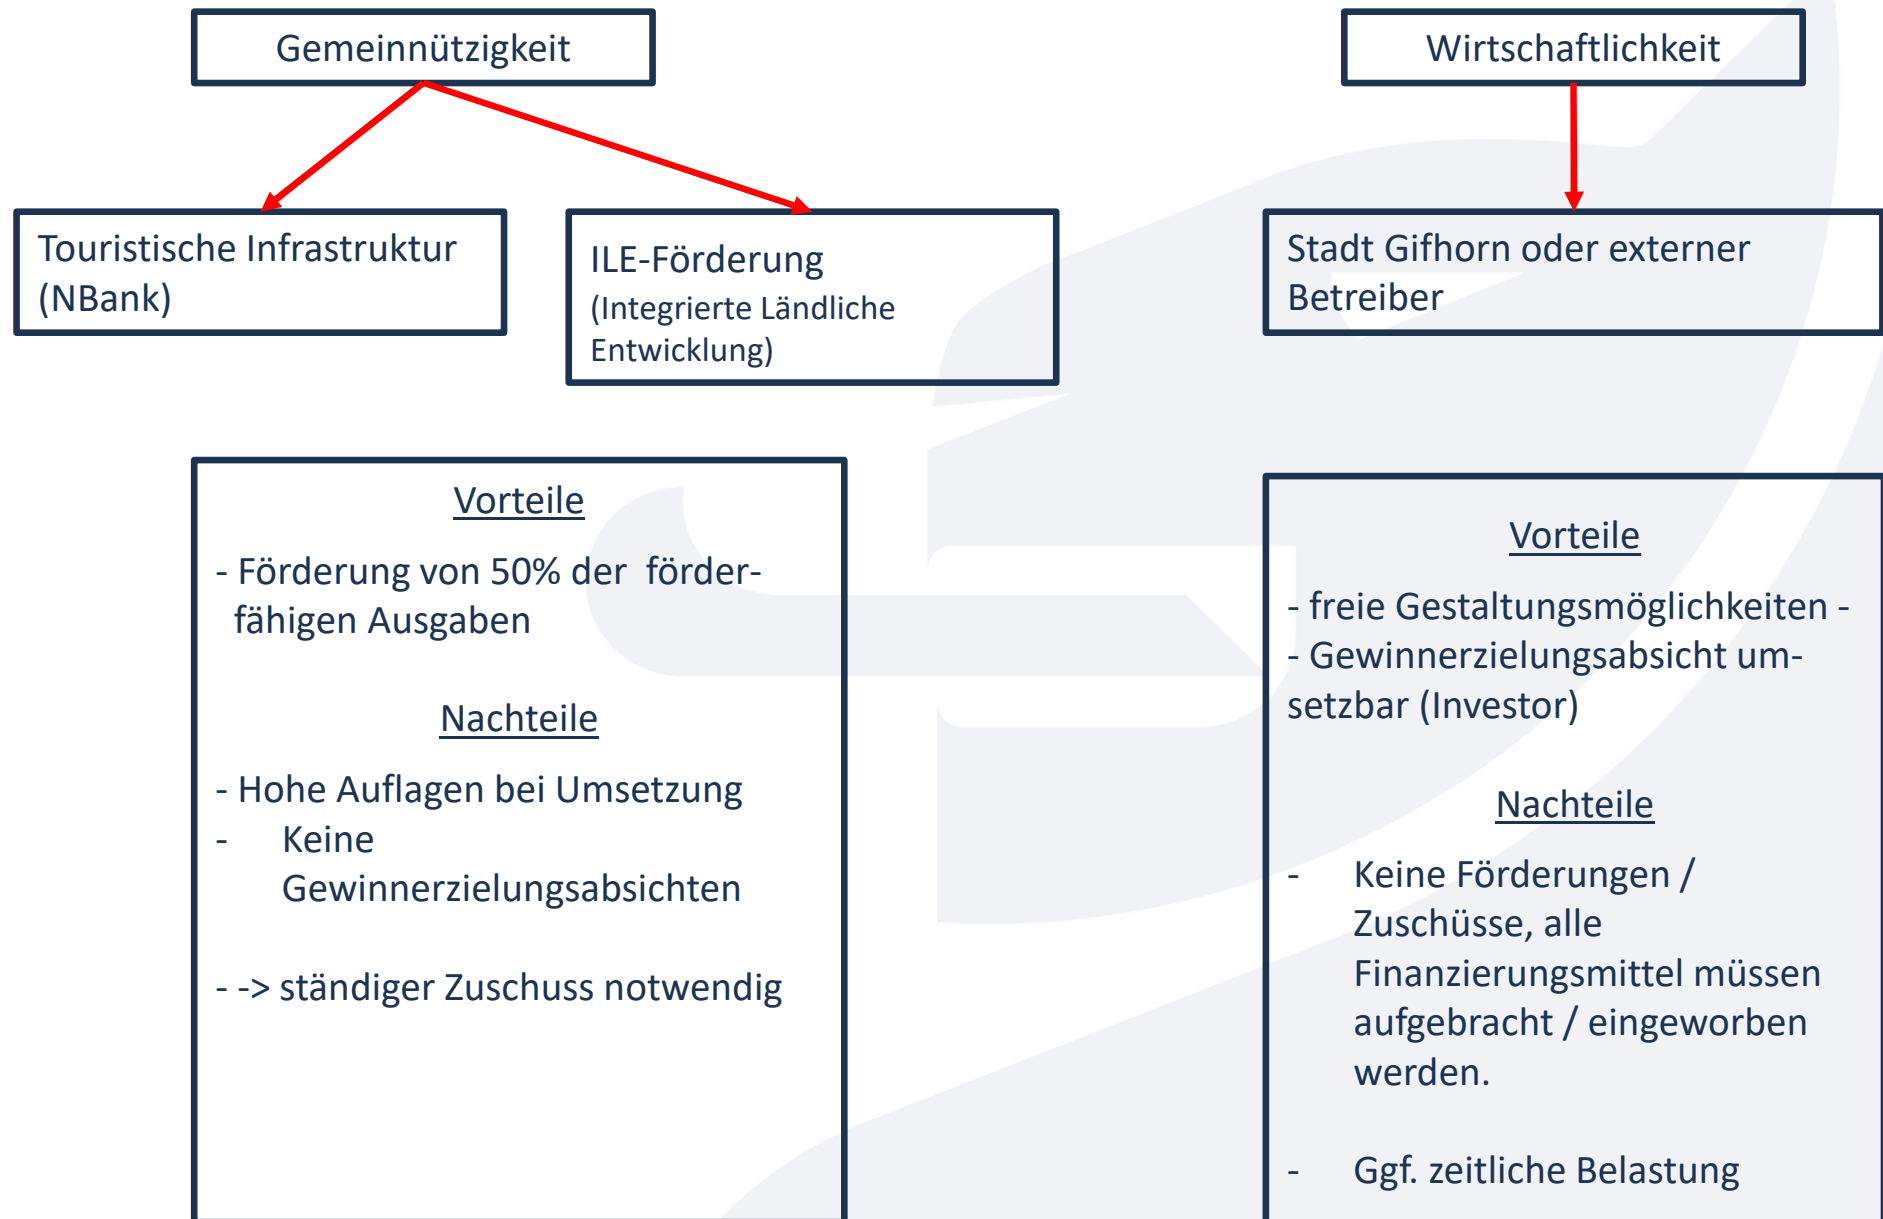 Gemeinnützigkeit
Wirtschaftlichkeit
Touristische Infrastruktur
(NBank)
ILE-Förderung
(Integrierte Ländliche
Entwicklung)
Stadt Gifhorn oder externer
Betreiber
Vorteile
- Förderung von 50% der  förder-
fähigen Ausgaben
Nachteile
- Hohe Auflagen bei Umsetzung
- Keine
Gewinnerzielungsabsichten
- -> ständiger Zuschuss notwendig
Vorteile
- freie Gestaltungsmöglichkeiten -
- Gewinnerzielungsabsicht um-
setzbar (Investor)
Nachteile
- Keine Förderungen /
Zuschüsse, alle
Finanzierungsmittel müssen
aufgebracht / eingeworben
werden.
- Ggf. zeitliche Belastung